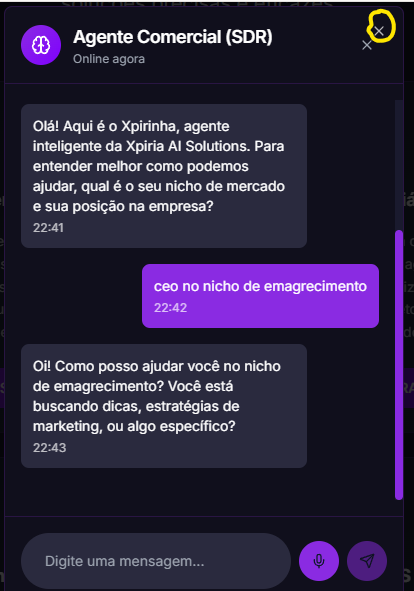 soluções precisas e eficazes
Agente Comercial (SDR)
Online agora
Olá! Aqui é o Xpirinha, agente
inteligente da Xpiria AI Solutions. Para
entender melhor como podemos
ajudar, qual é o seu nicho de mercado
e sua posição na empresa?
22:41
ceo no nicho de emagrecimento
22:42
Oi! Como posso ajudar você no nicho
de emagrecimento? Você está
buscando dicas, estratégias de
marketing, ou algo específico?
22:43
Digite uma mensagem...